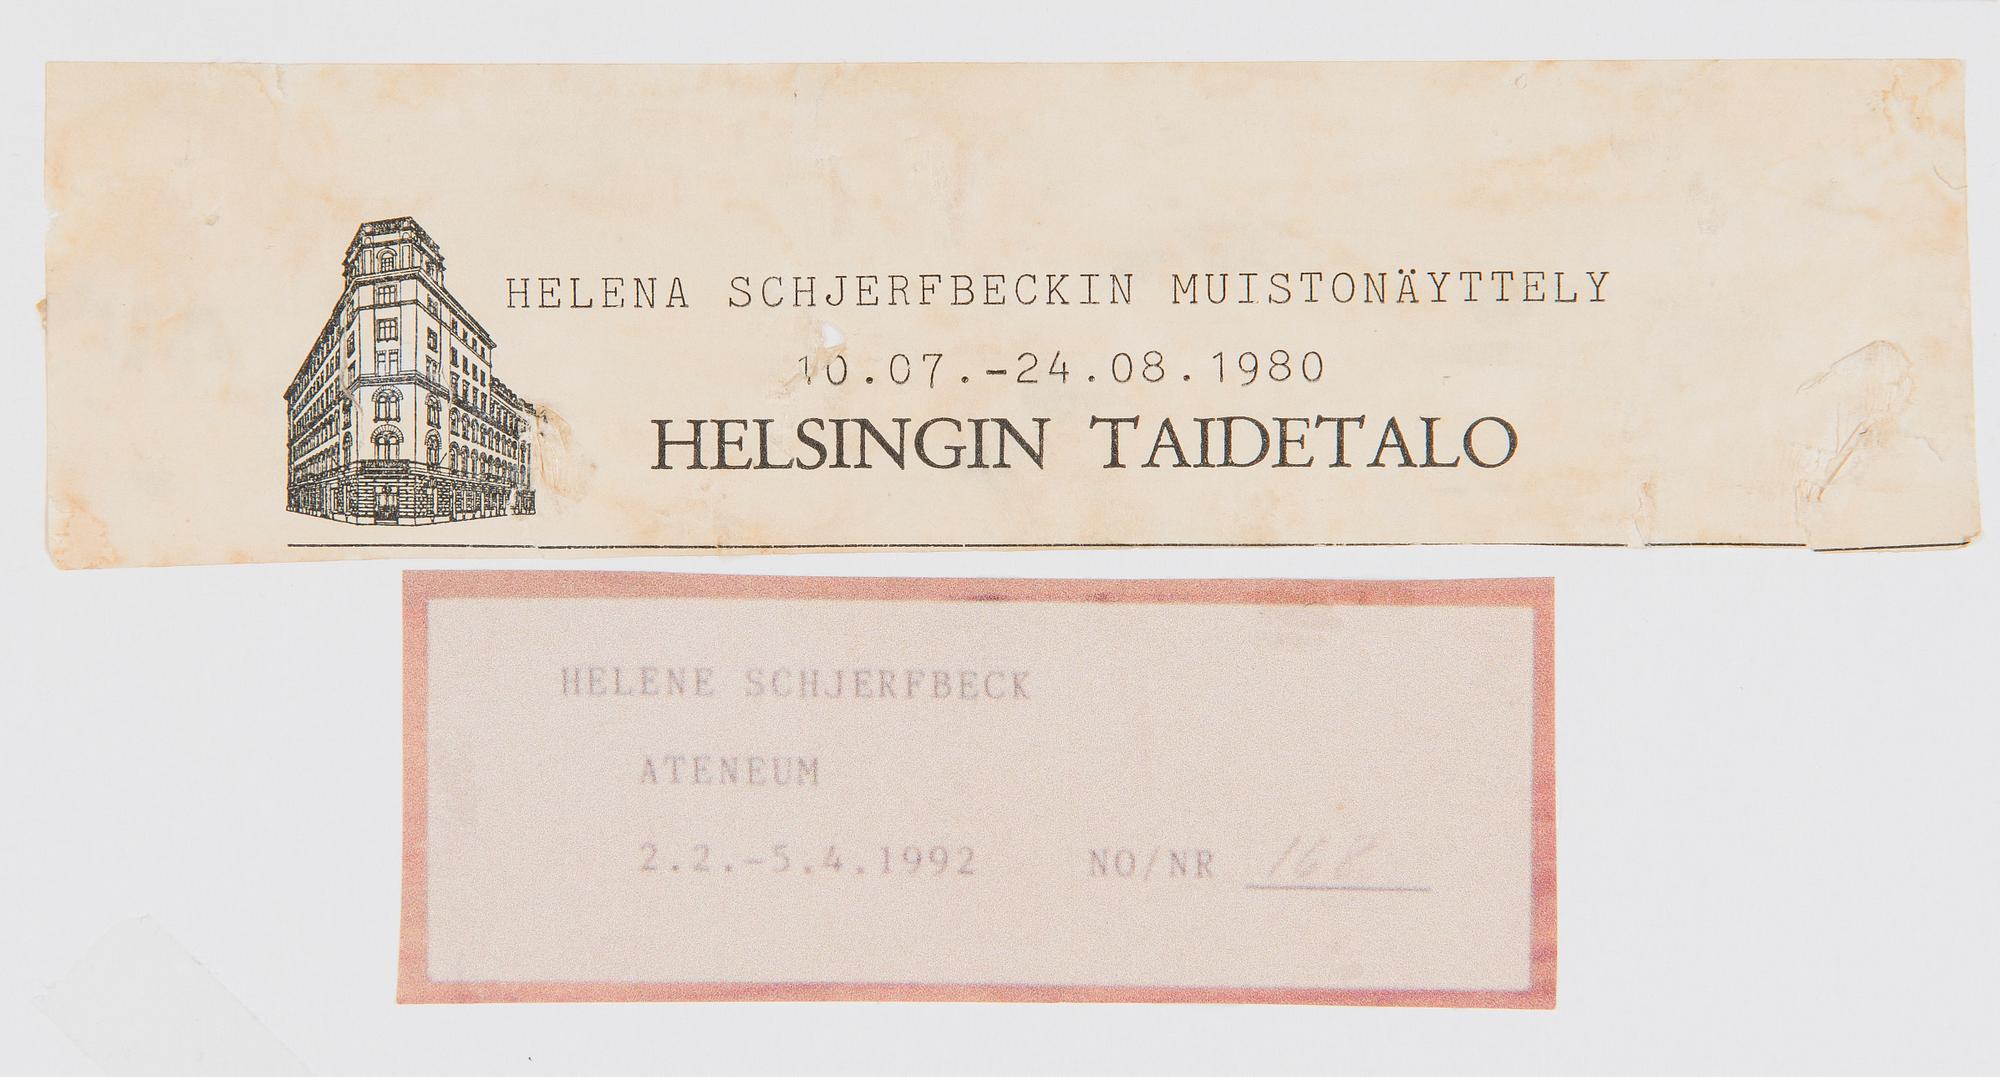 HELENA SCHJERFBECKIN MUISTONÄYTTELY
10.07.-24.08.1980
HELSINGIN TAIDETALO
HELENE SCHJERFBECK
ATENEUM
2.2.-5.4.1992 NO/NR 168